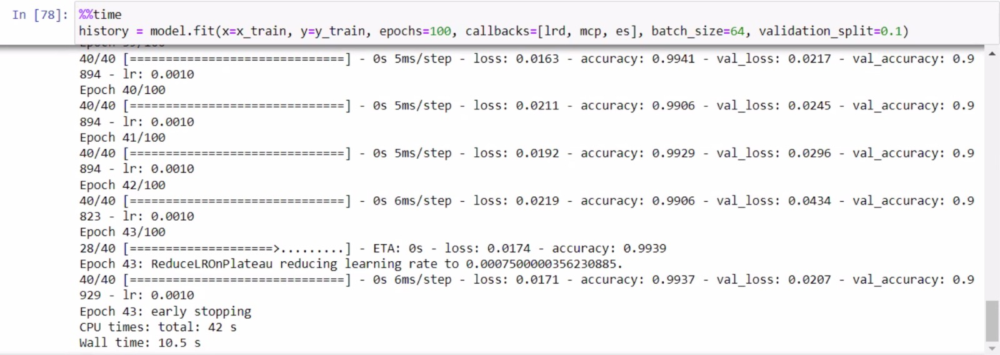 In [78]: %%time
history = model.fit(x=x_train, y=y_train, epochs=100, callbacks=[lrd, mcp, es], batch_size=64, validation_split=0.1)
Epoch 39/100
40/40 [==============================] - 0s 5ms/step - loss: 0.0163 - accuracy: 0.9941 - val_loss: 0.0217 - val_accuracy: 0.9
894 - lr: 0.0010
Epoch 40/100
40/40 [==============================] - 0s 5ms/step - loss: 0.0211 - accuracy: 0.9906 - val_loss: 0.0245 - val_accuracy: 0.9
894 - lr: 0.0010
Epoch 41/100
40/40 [==============================] - 0s 5ms/step - loss: 0.0192 - accuracy: 0.9929 - val_loss: 0.0296 - val_accuracy: 0.9
894 - lr: 0.0010
Epoch 42/100
40/40 [==============================] - 0s 6ms/step - loss: 0.0219 - accuracy: 0.9906 - val_loss: 0.0434 - val_accuracy: 0.9
823 - lr: 0.0010
Epoch 43/100
28/40 [====================>.........] - ETA: 0s - loss: 0.0174 - accuracy: 0.9939
Epoch 43: ReduceLROnPlateau reducing learning rate to 0.0007500000356230885.
40/40 [==============================] - 0s 6ms/step - loss: 0.0171 - accuracy: 0.9937 - val_loss: 0.0207 - val_accuracy: 0.9
929 - lr: 0.0010
Epoch 43: early stopping
CPU times: total: 42 s
Wall time: 10.5 s